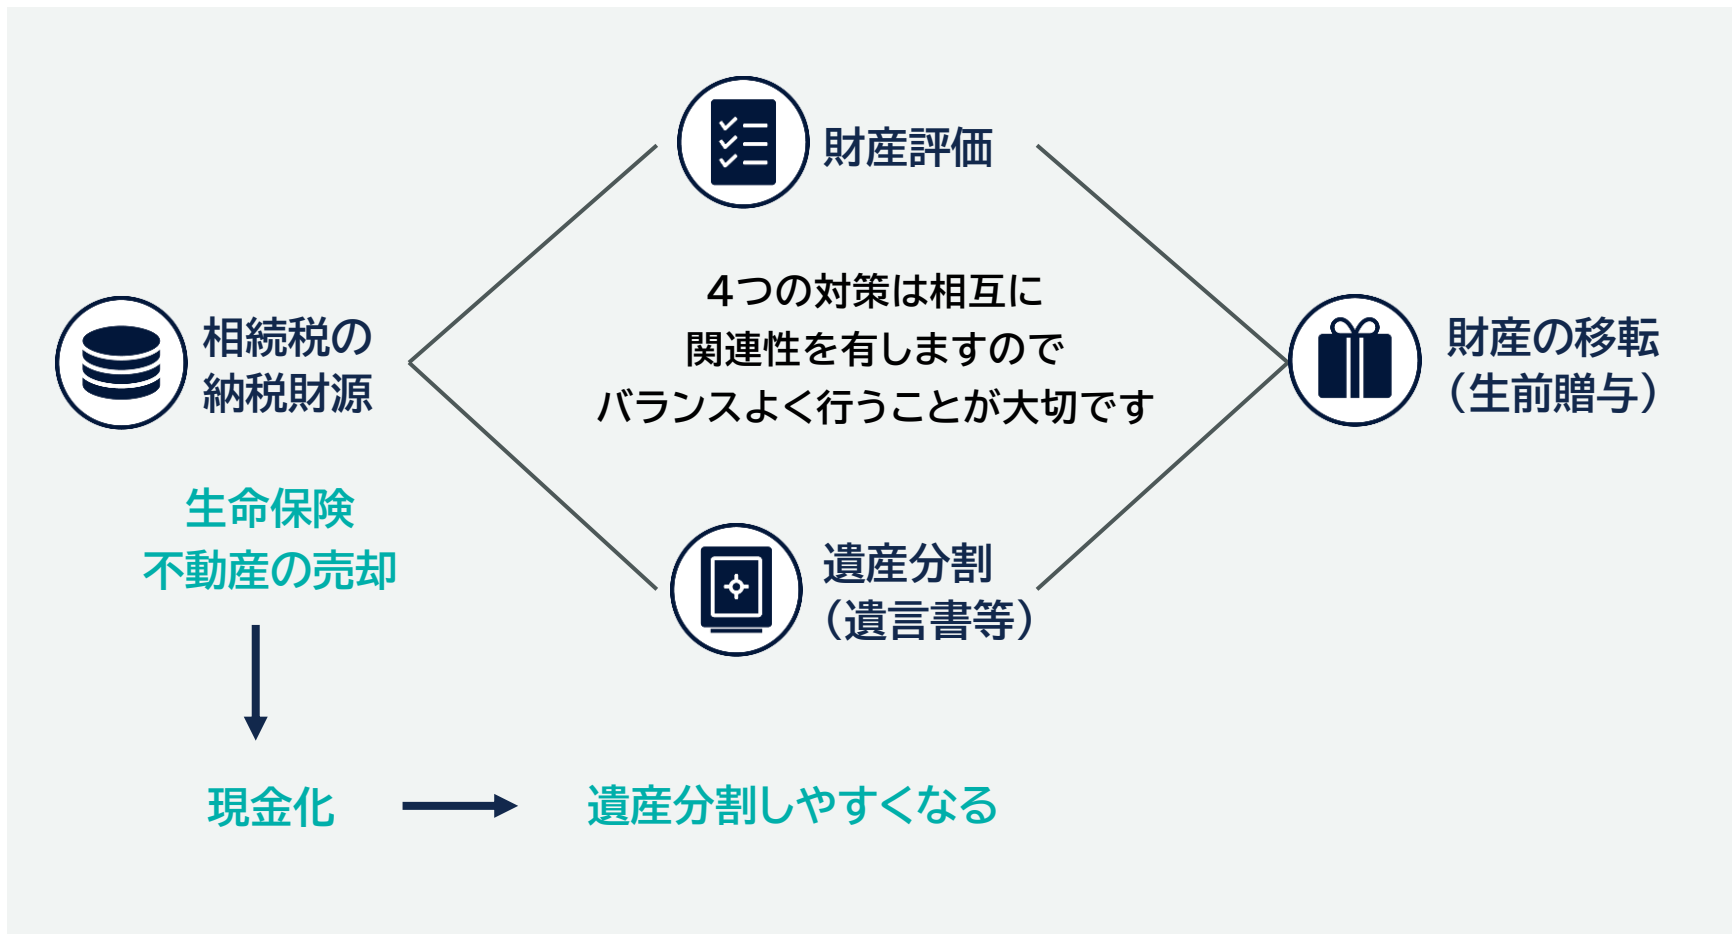 財産評価
4つの対策は相互に
関連性を有しますので
バランスよく行うことが大切です
相続税の
納税財源
財産の移転
（生前贈与）
生命保険
不動産の売却
遺産分割
（遺言書等）
現金化
遺産分割しやすくなる